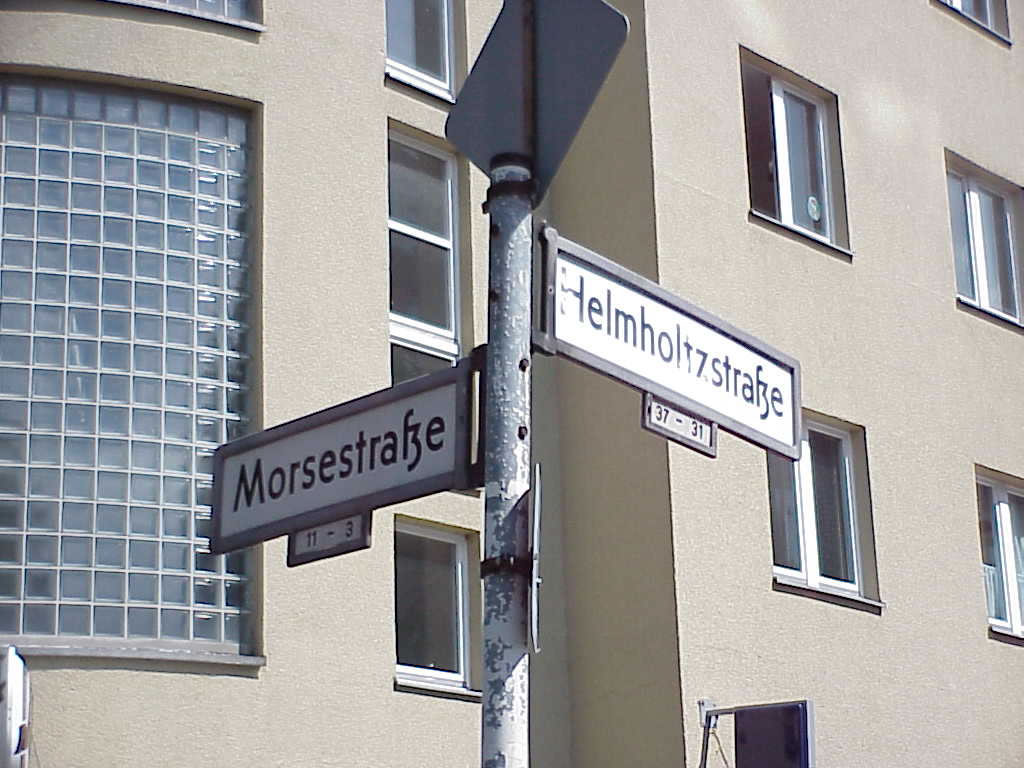 Helmholtzstraße
37 - 31
Morsestraße
11 - 3